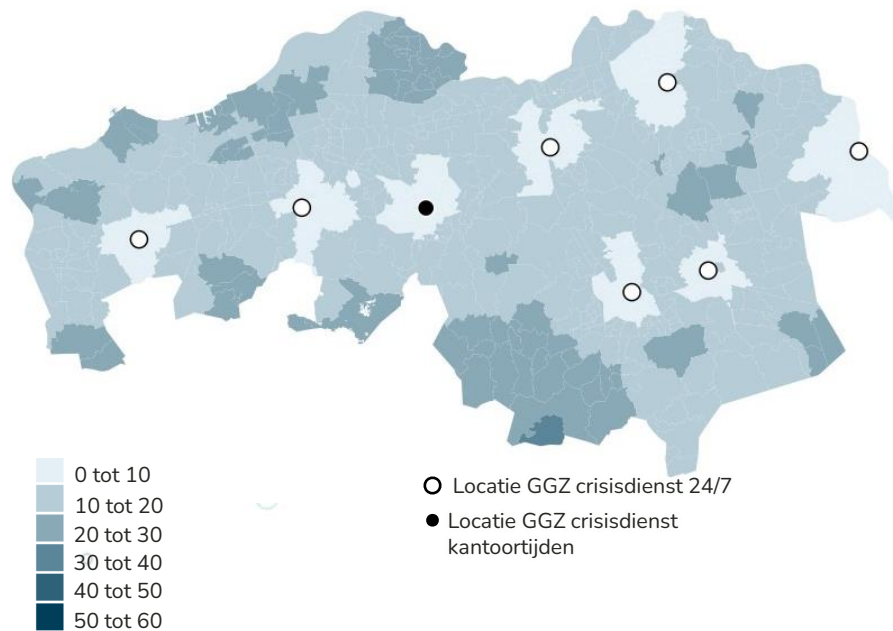 0 tot 10
10 tot 20
20 tot 30
30 tot 40
40 tot 50
50 tot 60
Locatie GGZ crisisdienst 24/7
Locatie GGZ crisisdienst
kantoortijden